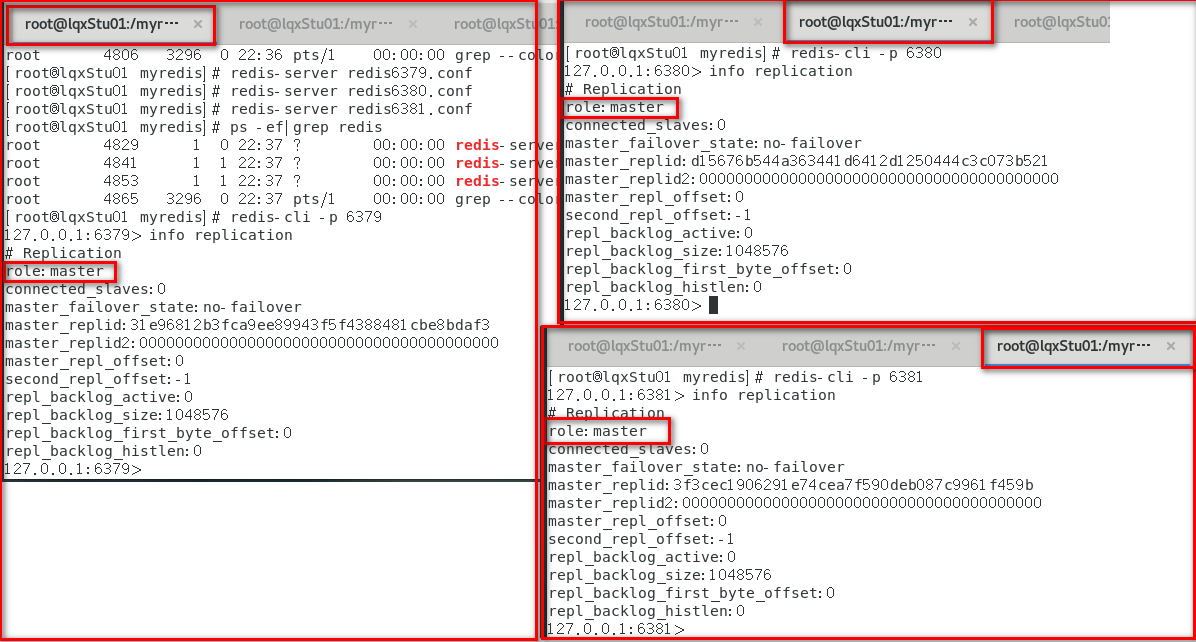 root@lqxStu01:/myr··· × root@lqxStu01:/myr··· × root@lqxStu01:/myr
root 4806 3296 0 22:36 pts/1 00:00:00 grep --color
[root@lqxStu01 myredis]# redis-server redis6379.conf
[root@lqxStu01 myredis]# redis-server redis6380.conf
[root@lqxStu01 myredis]# redis-server redis6381.conf
[root@lqxStu01 myredis]# ps -ef|grep redis
root 4829 1 0 22:37 ? 00:00:00 redis-server
root 4841 1 1 22:37 ? 00:00:00 redis-server
root 4853 1 1 22:37 ? 00:00:00 redis-server
root 4865 3296 0 22:37 pts/1 00:00:00 grep --color
[root@lqxStu01 myredis]# redis-cli -p 6379
127.0.0.1:6379> info replication
# Replication
role:master
connected_slaves:0
master_failover_state:no-failover
master_replid:31e96812b3fca9ee89943f5f4388481cbe8bdaf3
master_replid2:0000000000000000000000000000000000000000
master_repl_offset:0
second_repl_offset:-1
repl_backlog_active:0
repl_backlog_size:1048576
repl_backlog_first_byte_offset:0
repl_backlog_histlen:0
127.0.0.1:6379>
root@lqxStu01:/myr··· × root@lqxStu01:/myr··· × root@lqxStu01
[root@lqxStu01 myredis]# redis-cli -p 6380
127.0.0.1:6380> info replication
# Replication
role:master
connected_slaves:0
master_failover_state:no-failover
master_replid:d15676b544a363441d6412d1250444c3c073b521
master_replid2:0000000000000000000000000000000000000000
master_repl_offset:0
second_repl_offset:-1
repl_backlog_active:0
repl_backlog_size:1048576
repl_backlog_first_byte_offset:0
repl_backlog_histlen:0
127.0.0.1:6380>
root@lqxStu01:/myr··· × root@lqxStu01:/myr··· × root@lqxStu01:/myr··· ×
[root@lqxStu01 myredis]# redis-cli -p 6381
127.0.0.1:6381> info replication
# Replication
role:master
connected_slaves:0
master_failover_state:no-failover
master_replid:3f3cec1906291e74cea7f590deb087c9961f459b
master_replid2:0000000000000000000000000000000000000000
master_repl_offset:0
second_repl_offset:-1
repl_backlog_active:0
repl_backlog_size:1048576
repl_backlog_first_byte_offset:0
repl_backlog_histlen:0
127.0.0.1:6381>